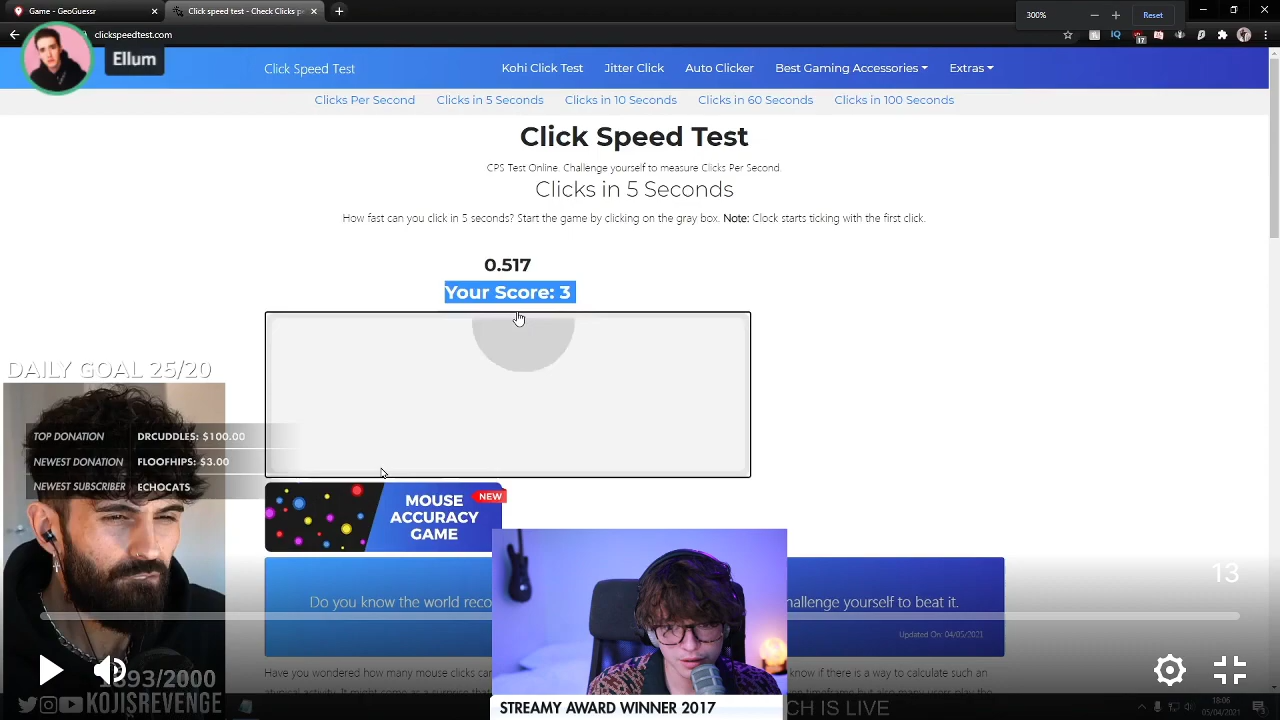 Game - GeoGuessr
Click Speed test - Check Clicks p
300%
Reset
clickspeedtest.com
17
Ellum
Click Speed Test
Kohi Click Test
Jitter Click
Auto Clicker
Best Gaming Accessories
Extras
Clicks Per Second
Clicks in 5 Seconds
Clicks in 10 Seconds
Clicks in 60 Seconds
Clicks in 100 Seconds
Click Speed Test
CPS Test Online. Challenge yourself to measure Clicks Per Second.
Clicks in 5 Seconds
How fast can you click in 5 seconds? Start the game by clicking on the gray box. Note: Clock starts ticking with the first click.
0.517
Your Score: 3
DAILY GOAL 25/20
TOP DONATION DRCUDDLES: $100.00
NEWEST DONATION FLOOFHIPS: $3.00
NEWEST SUBSCRIBER ECHOCATS
NEW
MOUSE
ACCURACY
GAME
13
Do you know the world reco
hallenge yourself to beat it.
Updated On: 04/05/2021
Have you wondered how many mouse clicks can
know if there is a way to calculate such an
93/2000
KOJISREVENGE
STREAMY AWARD WINNER 2017
CH IS LIVE
18:06
05/04/2021